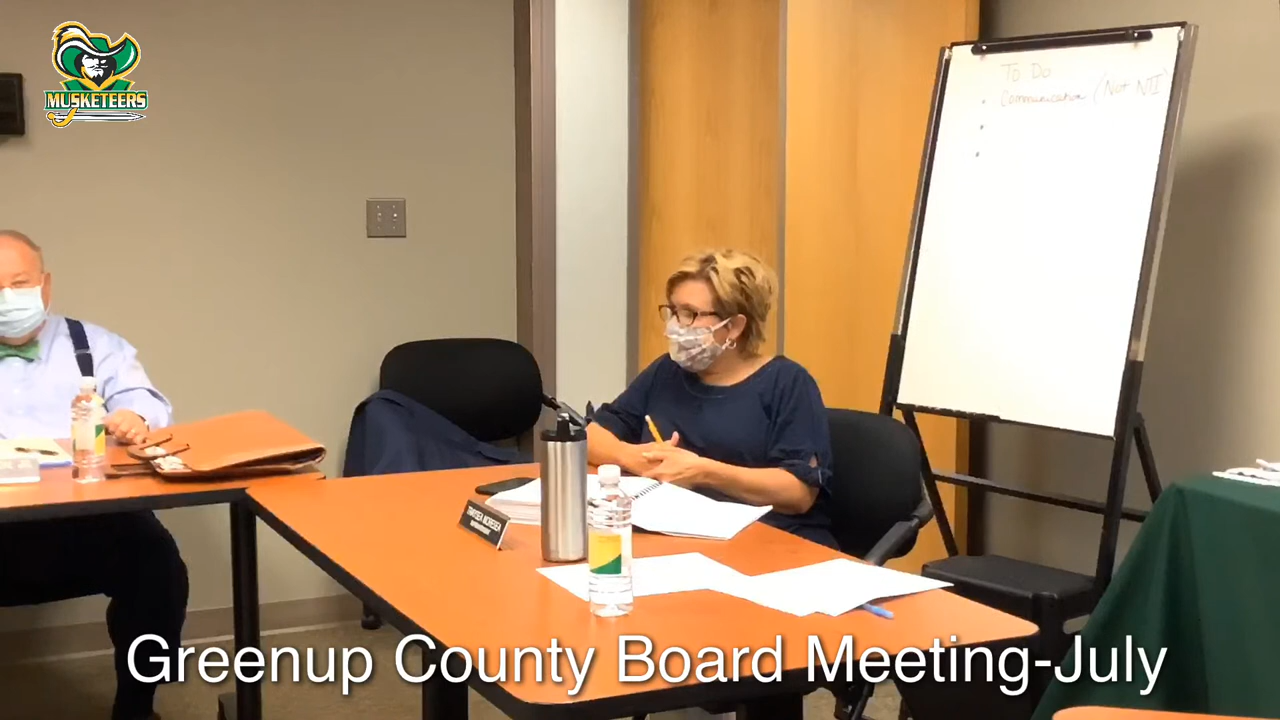 MUSKETEERS
To Do
• Communication (Not NTI)
•
•
Greenup County Board Meeting-July